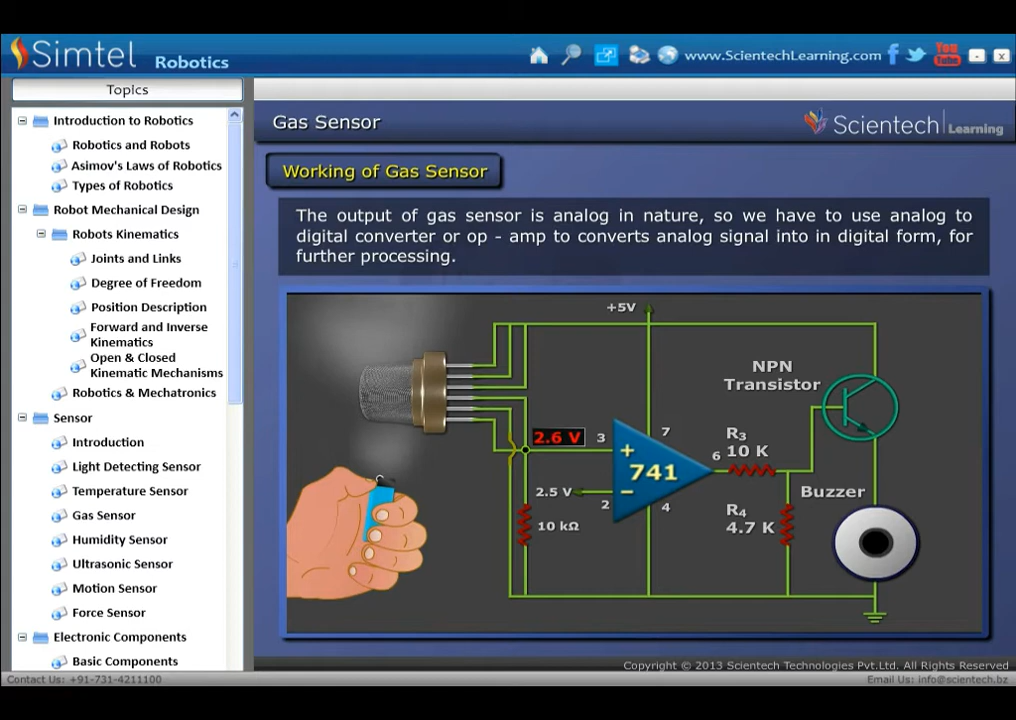 Simtel Robotics
www.ScientechLearning.com
f
You
Tube
-
x
Topics
Introduction to Robotics
Robotics and Robots
Asimov's Laws of Robotics
Types of Robotics
Robot Mechanical Design
Robots Kinematics
Joints and Links
Degree of Freedom
Position Description
Forward and Inverse
Kinematics
Open & Closed
Kinematic Mechanisms
Robotics & Mechatronics
Sensor
Introduction
Light Detecting Sensor
Temperature Sensor
Gas Sensor
Humidity Sensor
Ultrasonic Sensor
Motion Sensor
Force Sensor
Electronic Components
Basic Components
Gas Sensor
Scientech Learning
Working of Gas Sensor
The output of gas sensor is analog in nature, so we have to use analog to
digital converter or op - amp to converts analog signal into in digital form, for
further processing.
+5V
NPN
Transistor
2.6 V
3
7
+
741
−
6
R3
10 K
2.5 V
2
4
10 kΩ
R4
4.7 K
Buzzer
Copyright © 2013 Scientech Technologies Pvt.Ltd. All Rights Reserved
Contact Us: +91-731-4211100
Email Us: info@scientech.bz